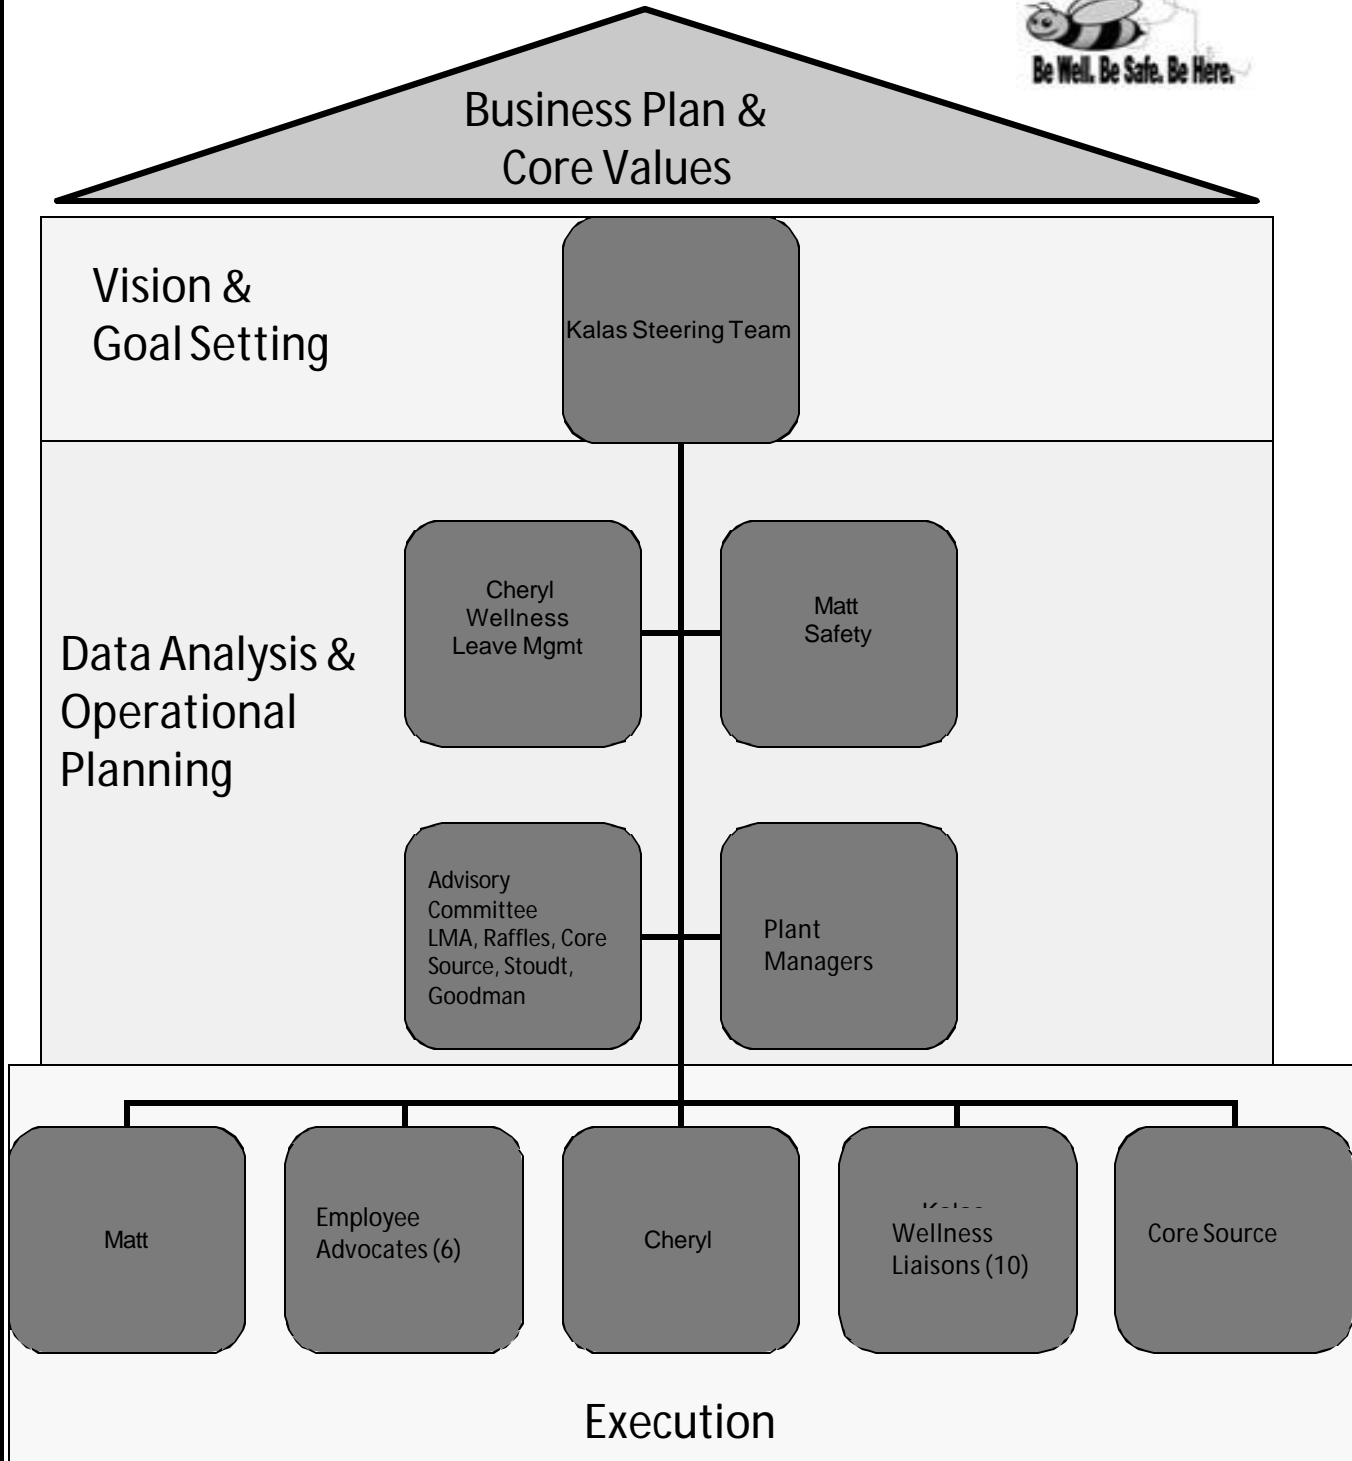 Be Well. Be Safe. Be Here.
Business Plan &
Core Values
Vision &
Goal Setting
Kalas Steering Team
Data Analysis &
Operational
Planning
Cheryl
Wellness
Leave Mgmt
Matt
Safety
Advisory
Committee
LMA, Raffles, Core
Source, Stoudt,
Goodman
Plant
Managers
Matt
Employee
Advocates (6)
Cheryl
Wellness
Liaisons (10)
Core Source
Execution